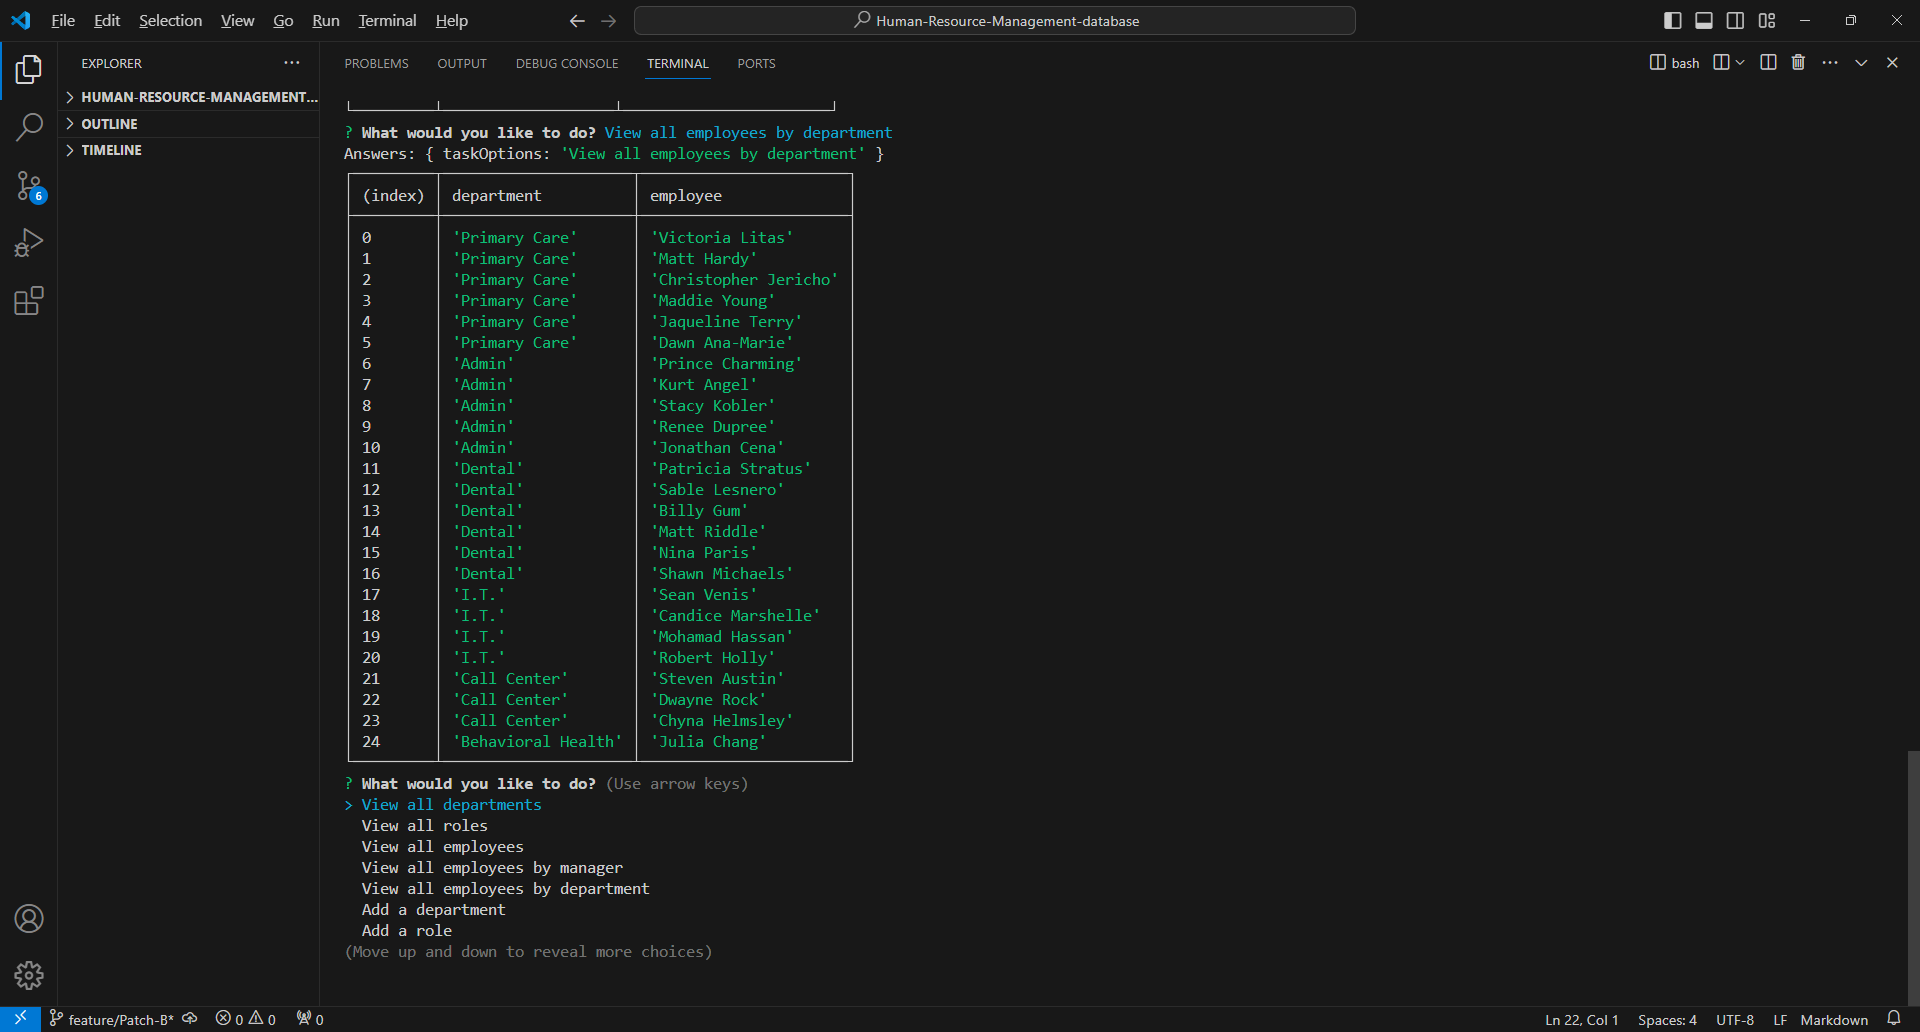 File Edit Selection View Go Run Terminal Help
Human-Resource-Management-database
EXPLORER
HUMAN-RESOURCE-MANAGEMENT...
OUTLINE
TIMELINE
6
PROBLEMS OUTPUT DEBUG CONSOLE TERMINAL PORTS
bash
? What would you like to do? View all employees by department
Answers: { taskOptions: 'View all employees by department' }
(index) department employee
0 'Primary Care' 'Victoria Litas'
1 'Primary Care' 'Matt Hardy'
2 'Primary Care' 'Christopher Jericho'
3 'Primary Care' 'Maddie Young'
4 'Primary Care' 'Jaqueline Terry'
5 'Primary Care' 'Dawn Ana-Marie'
6 'Admin' 'Prince Charming'
7 'Admin' 'Kurt Angel'
8 'Admin' 'Stacy Kobler'
9 'Admin' 'Renee Dupree'
10 'Admin' 'Jonathan Cena'
11 'Dental' 'Patricia Stratus'
12 'Dental' 'Sable Lesnero'
13 'Dental' 'Billy Gum'
14 'Dental' 'Matt Riddle'
15 'Dental' 'Nina Paris'
16 'Dental' 'Shawn Michaels'
17 'I.T.' 'Sean Venis'
18 'I.T.' 'Candice Marshelle'
19 'I.T.' 'Mohamad Hassan'
20 'I.T.' 'Robert Holly'
21 'Call Center' 'Steven Austin'
22 'Call Center' 'Dwayne Rock'
23 'Call Center' 'Chyna Helmsley'
24 'Behavioral Health' 'Julia Chang'
? What would you like to do? (Use arrow keys)
> View all departments
View all roles
View all employees
View all employees by manager
View all employees by department
Add a department
Add a role
(Move up and down to reveal more choices)
feature/Patch-B* 0 0 0
Ln 22, Col 1 Spaces: 4 UTF-8 LF Markdown